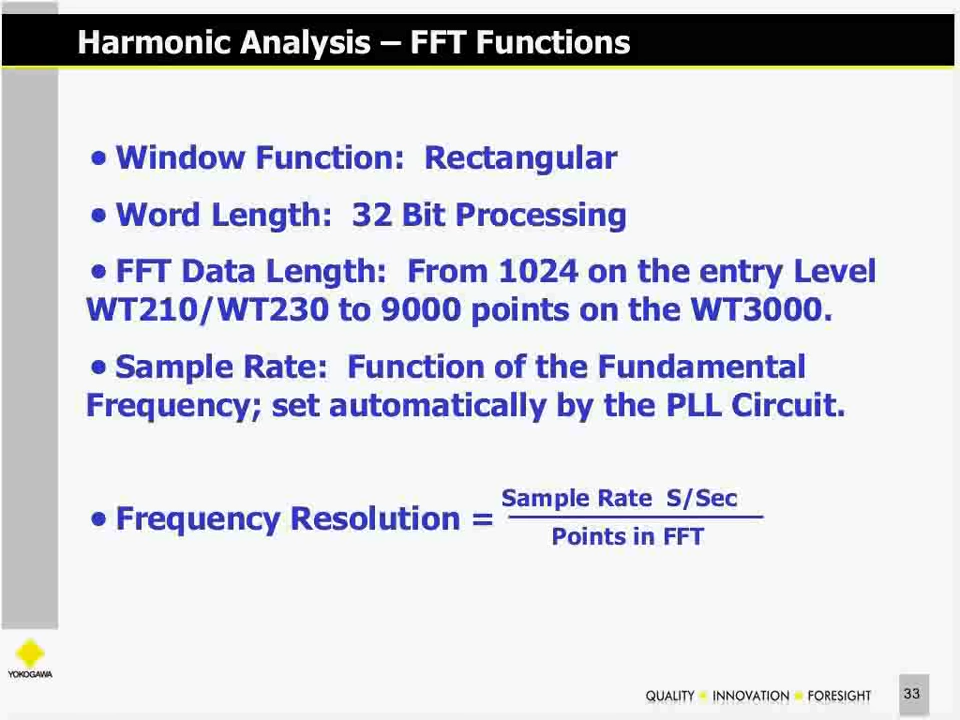 Harmonic Analysis – FFT Functions
• Window Function: Rectangular
• Word Length: 32 Bit Processing
• FFT Data Length: From 1024 on the entry Level
WT210/WT230 to 9000 points on the WT3000.
• Sample Rate: Function of the Fundamental
Frequency; set automatically by the PLL Circuit.
• Frequency Resolution =
Sample Rate S/Sec
Points in FFT
YOKOGAWA
QUALITY INNOVATION FORESIGHT
33